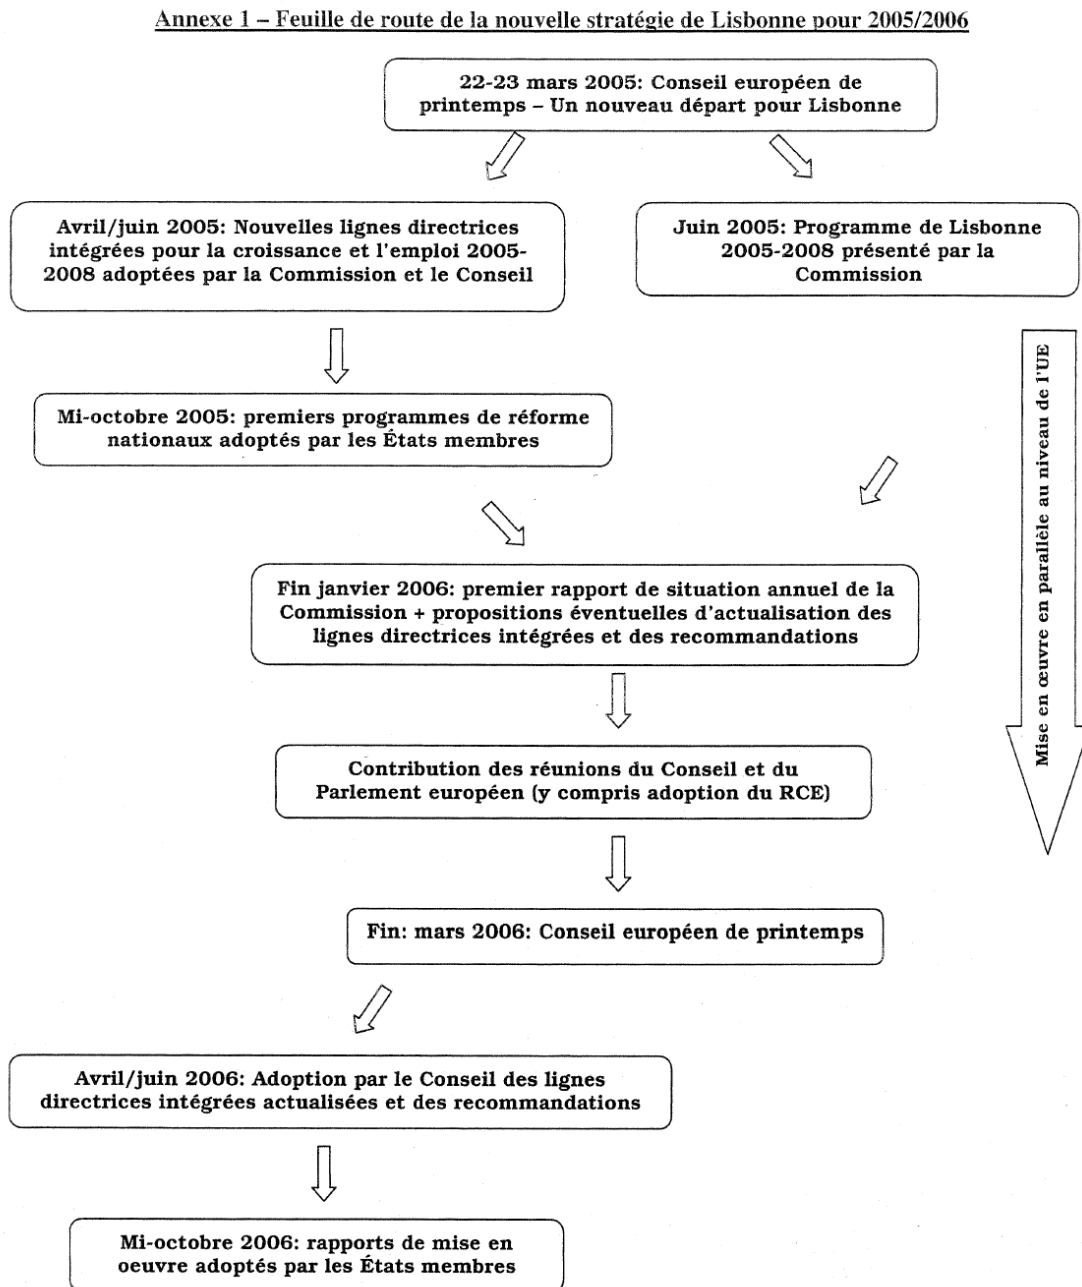 Annexe 1 – Feuille de route de la nouvelle stratégie de Lisbonne pour 2005/2006
22-23 mars 2005: Conseil européen de
printemps – Un nouveau départ pour Lisbonne
Avril/juin 2005: Nouvelles lignes directrices
intégrées pour la croissance et l'emploi 2005-
2008 adoptées par la Commission et le Conseil
Juin 2005: Programme de Lisbonne
2005-2008 présenté par la
Commission
Mi-octobre 2005: premiers programmes de réforme
nationaux adoptés par les États membres
Mise en œuvre en parallèle au niveau de l'UE
Fin janvier 2006: premier rapport de situation annuel de la
Commission + propositions éventuelles d'actualisation des
lignes directrices intégrées et des recommandations
Contribution des réunions du Conseil et du
Parlement européen (y compris adoption du RCE)
Fin: mars 2006: Conseil européen de printemps
Avril/juin 2006: Adoption par le Conseil des lignes
directrices intégrées actualisées et des recommandations
Mi-octobre 2006: rapports de mise en
oeuvre adoptés par les États membres